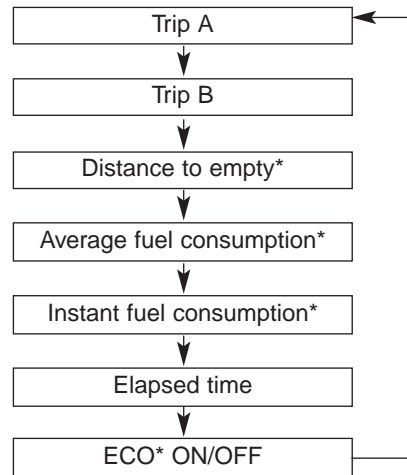 Trip A
Trip B
Distance to empty*
Average fuel consumption*
Instant fuel consumption*
Elapsed time
ECO* ON/OFF